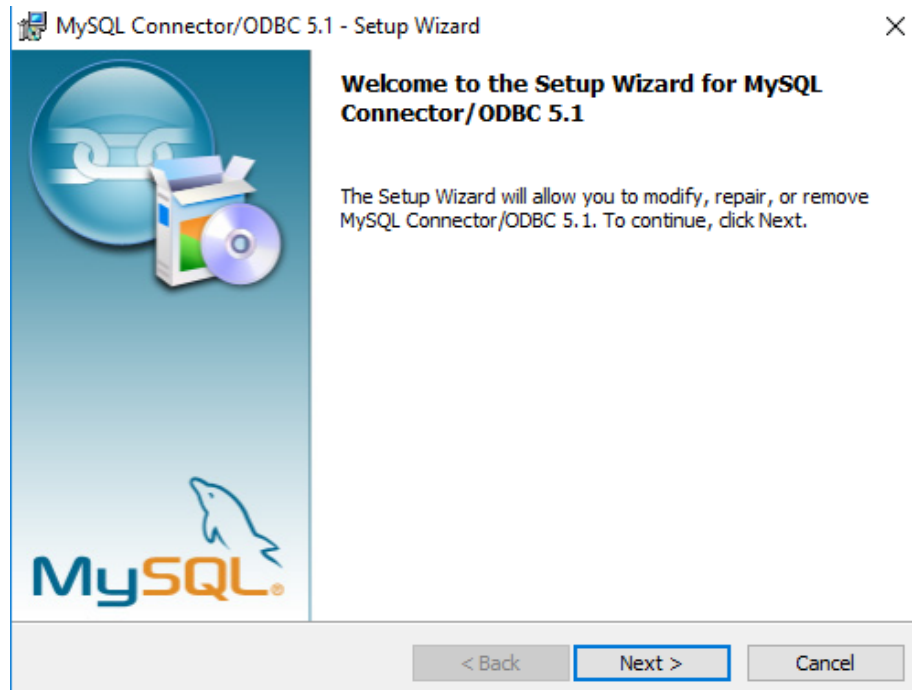 MySQL Connector/ODBC 5.1 - Setup Wizard
Welcome to the Setup Wizard for MySQL
Connector/ODBC 5.1
The Setup Wizard will allow you to modify, repair, or remove
MySQL Connector/ODBC 5.1. To continue, click Next.
MySQL®
< Back Next > Cancel